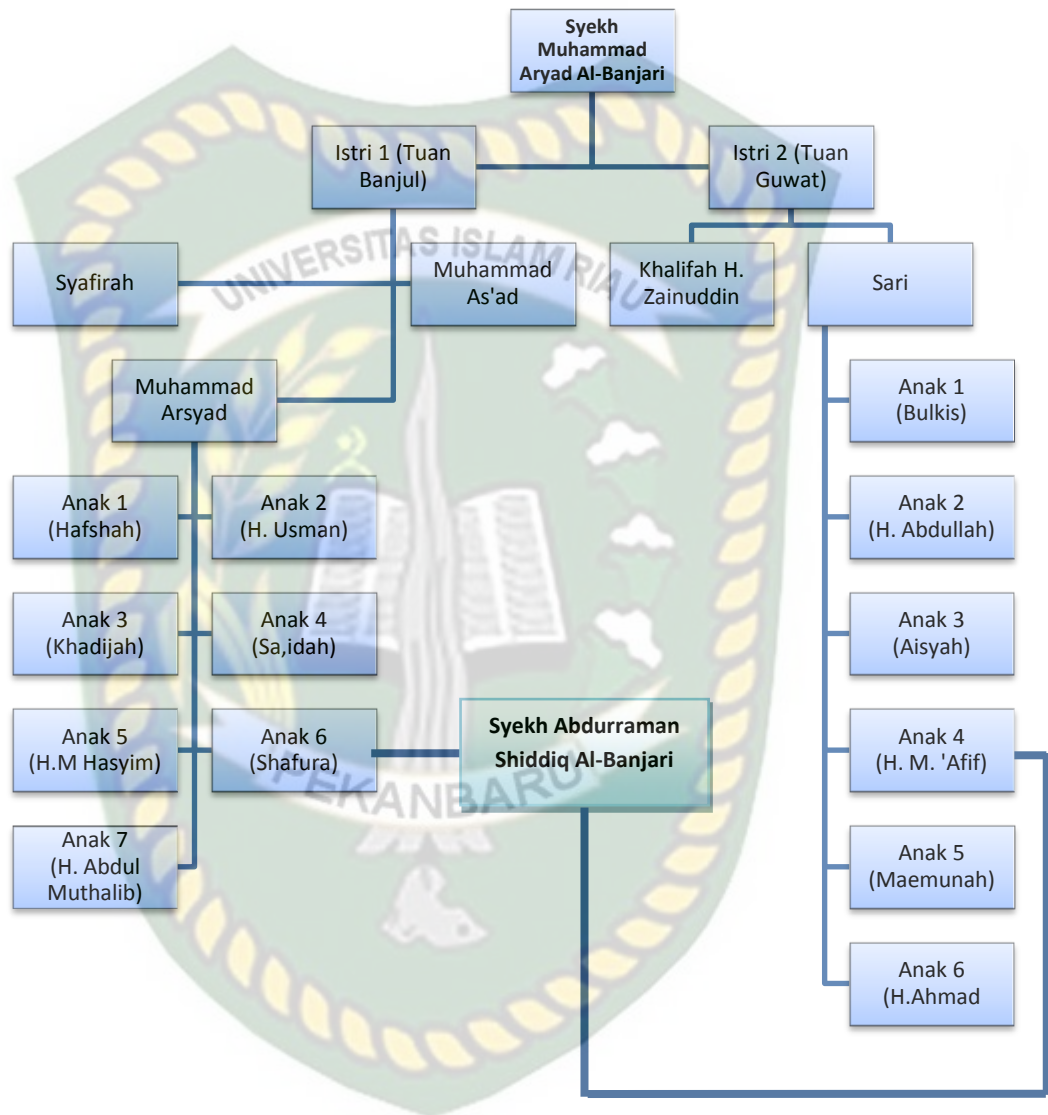 Syekh
Muhammad
Aryad Al-Banjari
Istri 1 (Tuan
Banjul)
Istri 2 (Tuan
Guwat)
UNIVERSITAS ISLAM RIAU
Syafirah
Muhammad
As'ad
Khalifah H.
Zainuddin
Sari
Muhammad
Arsyad
Anak 1
(Bulkis)
Anak 1
(Hafshah)
Anak 2
(H. Usman)
Anak 2
(H. Abdullah)
Anak 3
(Khadijah)
Anak 4
(Sa,idah)
Anak 3
(Aisyah)
Anak 5
(H.M Hasyim)
Anak 6
(Shafura)
Syekh Abdurraman
Shiddiq Al-Banjari
Anak 4
(H. M. 'Afif)
PEKANBARU
Anak 7
(H. Abdul
Muthalib)
Anak 5
(Maemunah)
Anak 6
(H.Ahmad